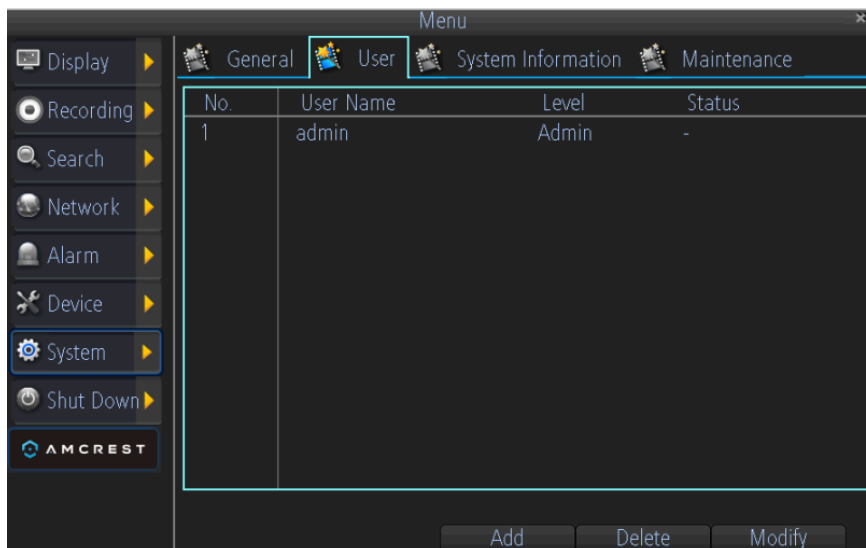 Menu
Display
Recording
Search
Network
Alarm
Device
System
Shut Down
AMCREST
General User System Information Maintenance
No. User Name Level Status
1 admin Admin -
Add Delete Modify